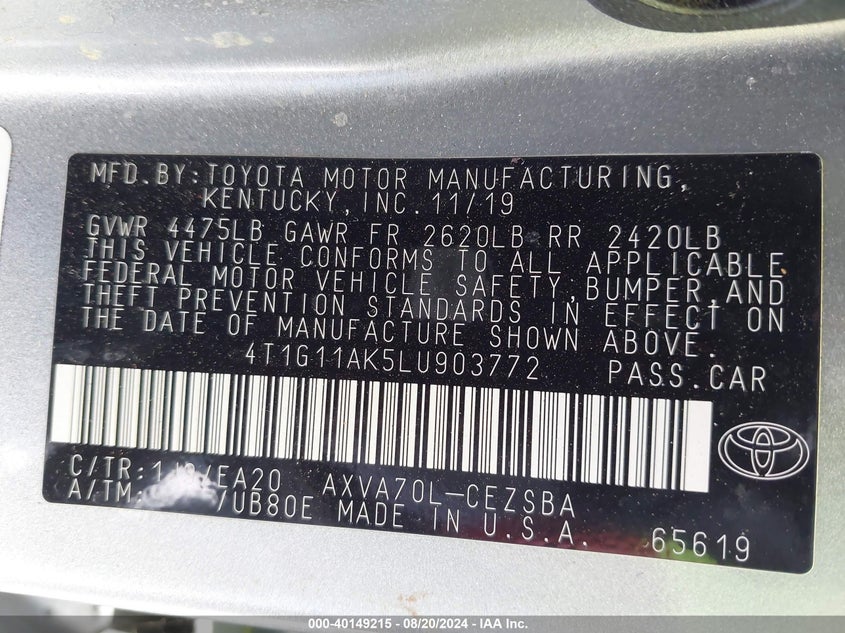 MFD.BY:TOYOTA MOTOR MANUFACTURING,
KENTUCKY,INC. 11/19
GVWR 4475LB GAWR FR 2620LB RR 2420LB
THIS VEHICLE CONFORMS TO ALL APPLICABLE
FEDERAL MOTOR VEHICLE SAFETY,BUMPER,AND
THEFT PREVENTION STANDARDS IN EFFECT ON
THE DATE OF MANUFACTURE SHOWN ABOVE.
4T1G11AK5LU903772 PASS.CAR
C/TR: /EA20 AXVA70L-CEZSBA
A/TM: /UB80E MADE IN U.S.A. 65619
000-40149215 - 08/20/2024 - IAA Inc.